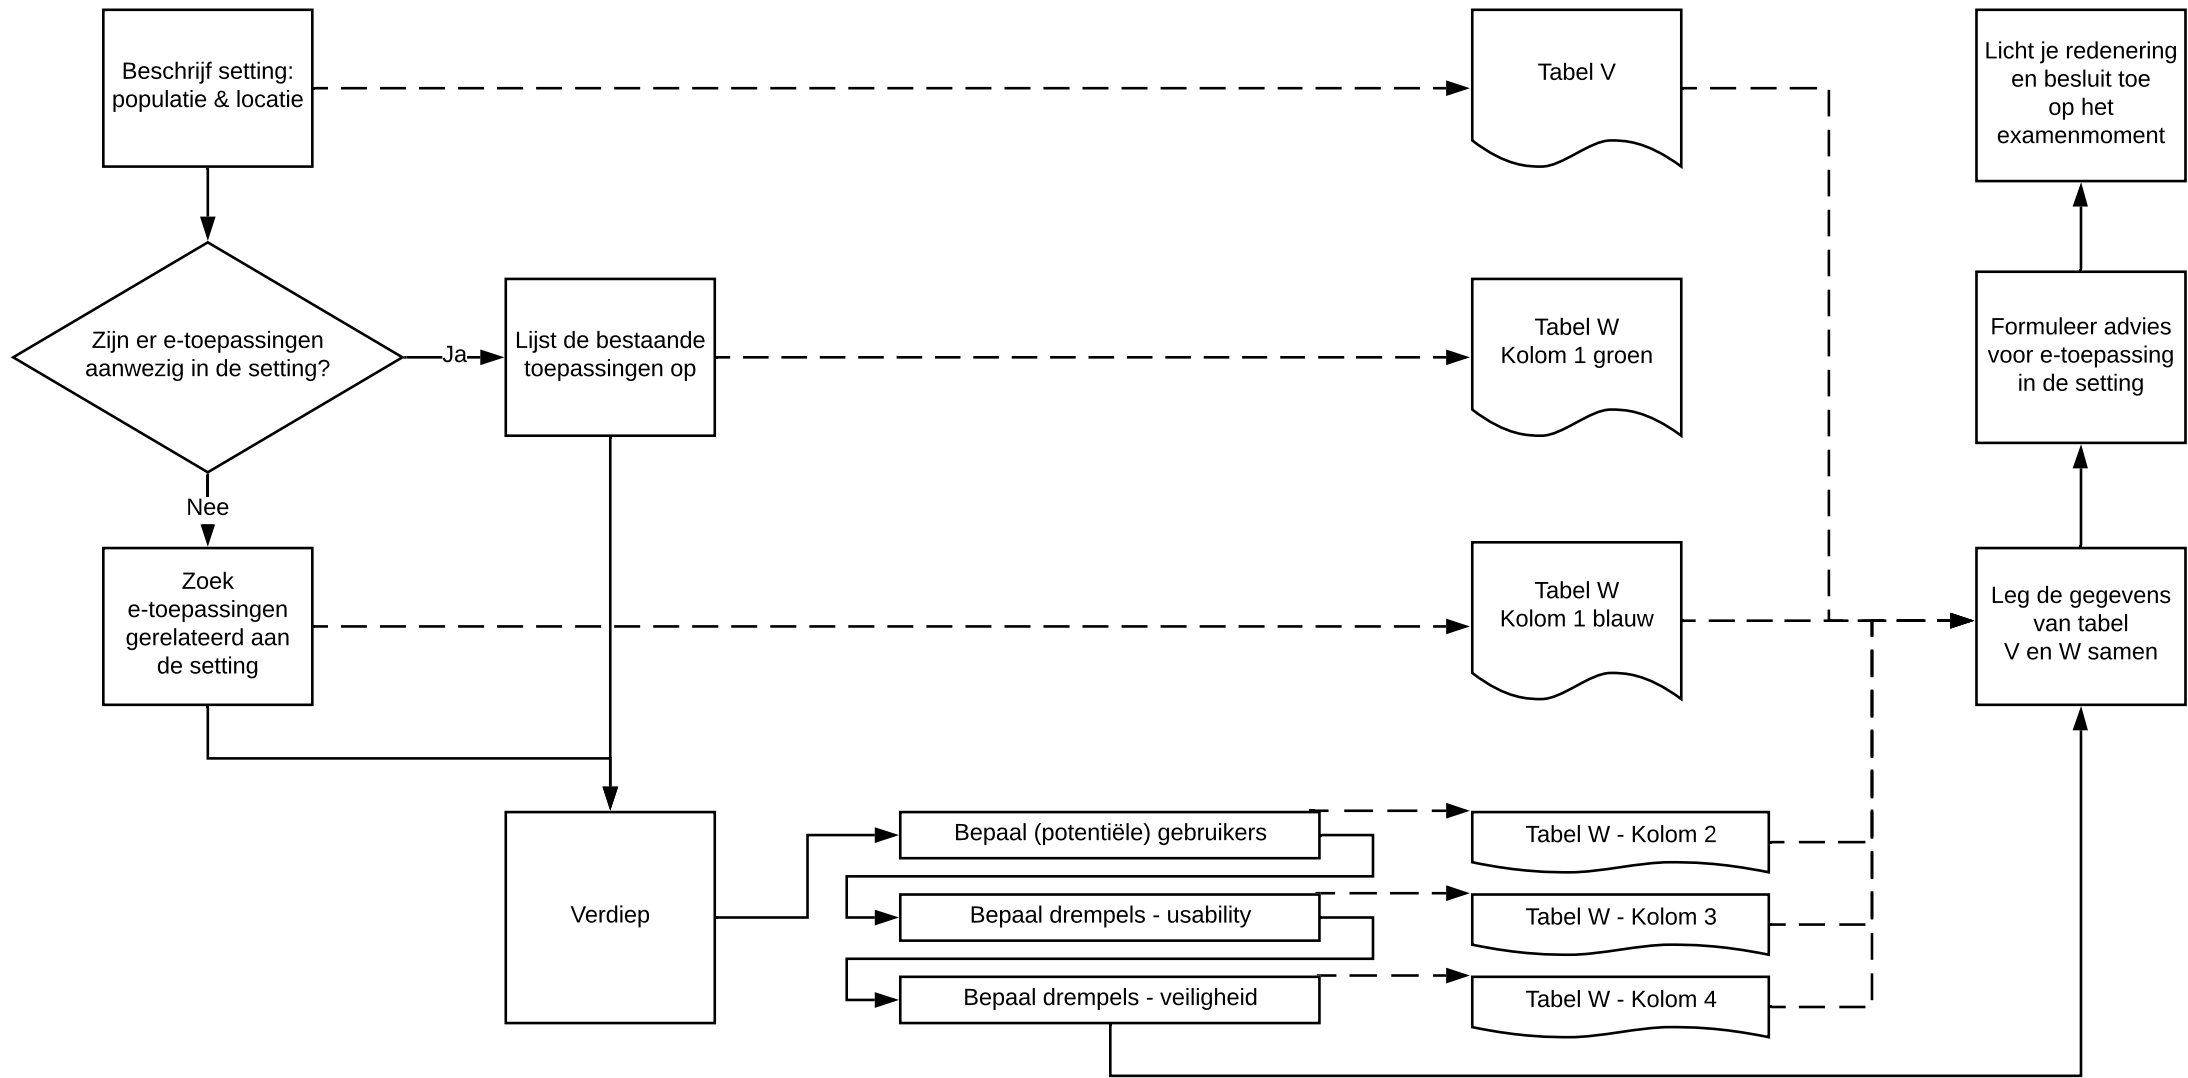 Beschrijf setting:
populatie & locatie
Tabel V
Licht je redenering
en besluit toe
op het
examenmoment
Zijn er e-toepassingen
aanwezig in de setting?
Ja
Lijst de bestaande
toepassingen op
Tabel W
Kolom 1 groen
Formuleer advies
voor e-toepassing
in de setting
Nee
Zoek
e-toepassingen
gerelateerd aan
de setting
Tabel W
Kolom 1 blauw
Leg de gegevens
van tabel
V en W samen
Verdiep
Bepaal (potentiële) gebruikers
Tabel W - Kolom 2
Bepaal drempels - usability
Tabel W - Kolom 3
Bepaal drempels - veiligheid
Tabel W - Kolom 4